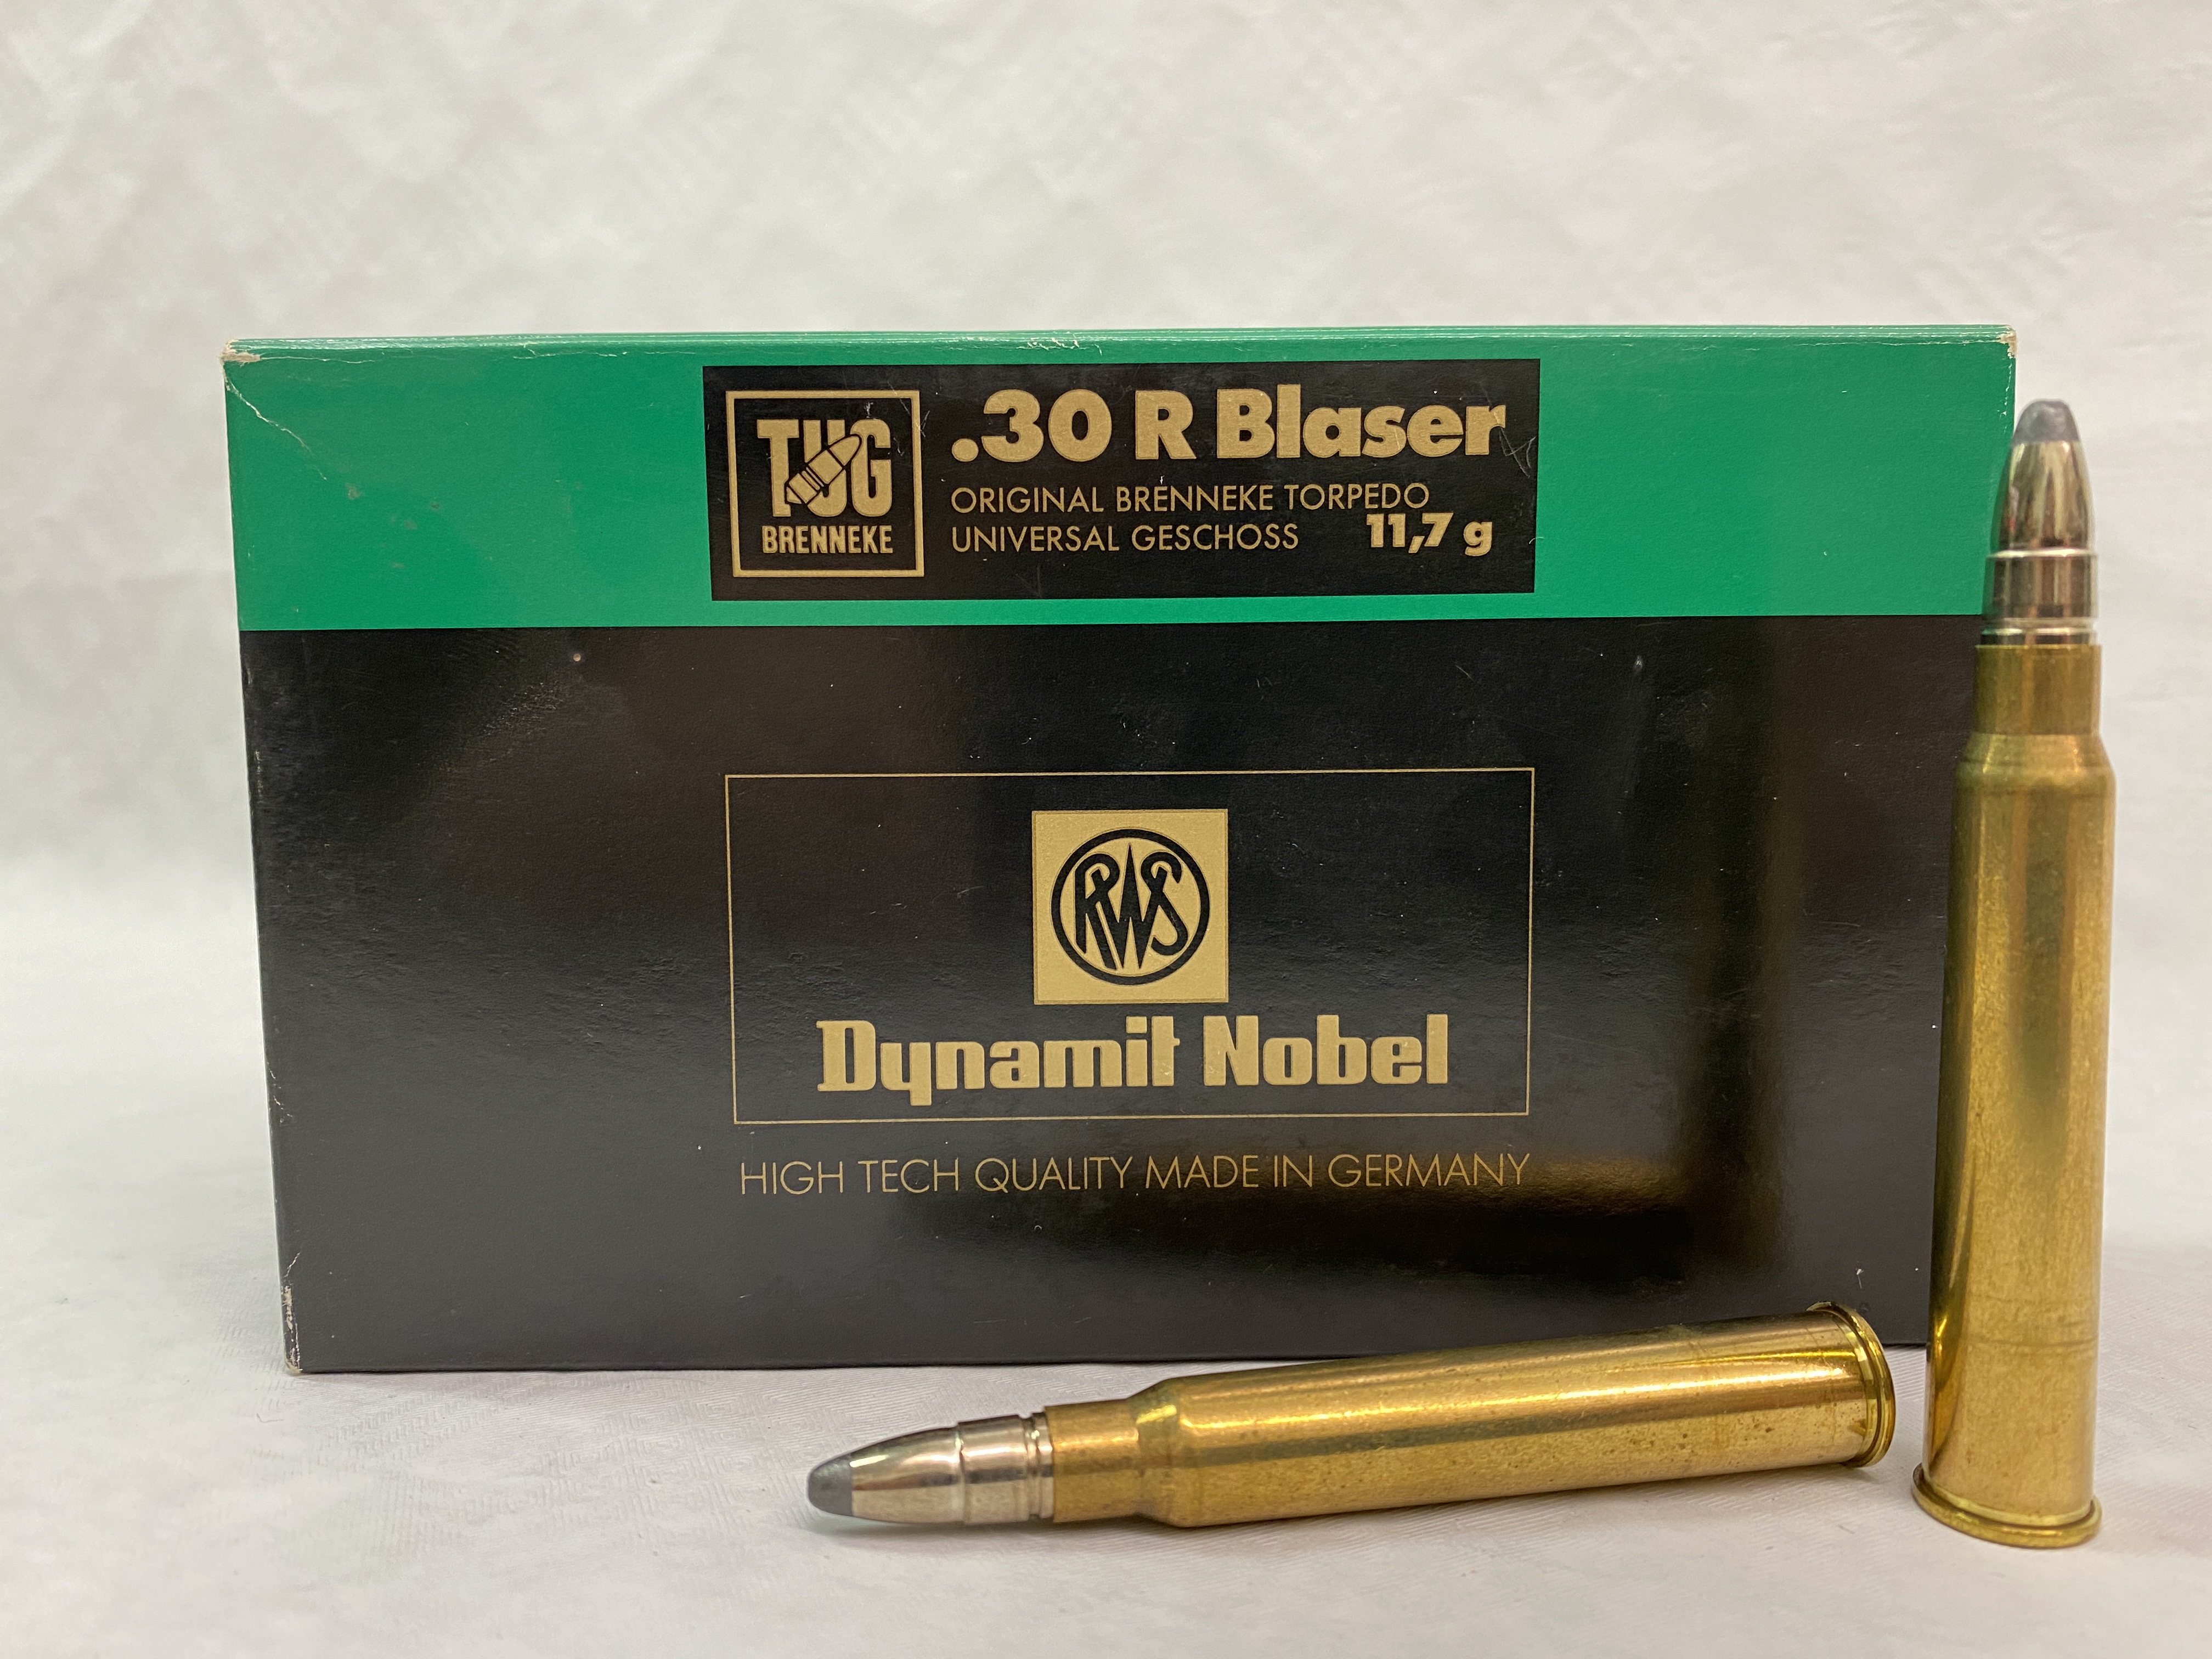 TUG
BRENNEKE
.30 R Blaser
ORIGINAL BRENNEKE TORPEDO
UNIVERSAL GESCHOSS 11,7 g
RWS
Dynamit Nobel
HIGH TECH QUALITY MADE IN GERMANY